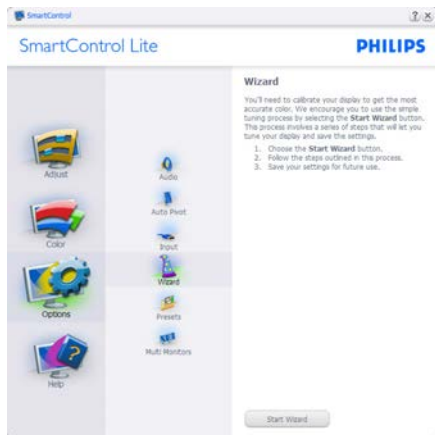 SmartControl
SmartControl Lite
PHILIPS
Adjust
Color
Options
Help
Audio
Auto Pivot
Input
Wizard
Presets
Multi Monitors
Wizard
You'll need to calibrate your display to get the most
accurate color. We encourage you to use the simple
tuning process by selecting the Start Wizard button.
This process involves a series of steps that will let you
tune your display and save the settings.
1. Choose the Start Wizard button.
2. Follow the steps outlined in this process.
3. Save your settings for future use.
Start Wizard